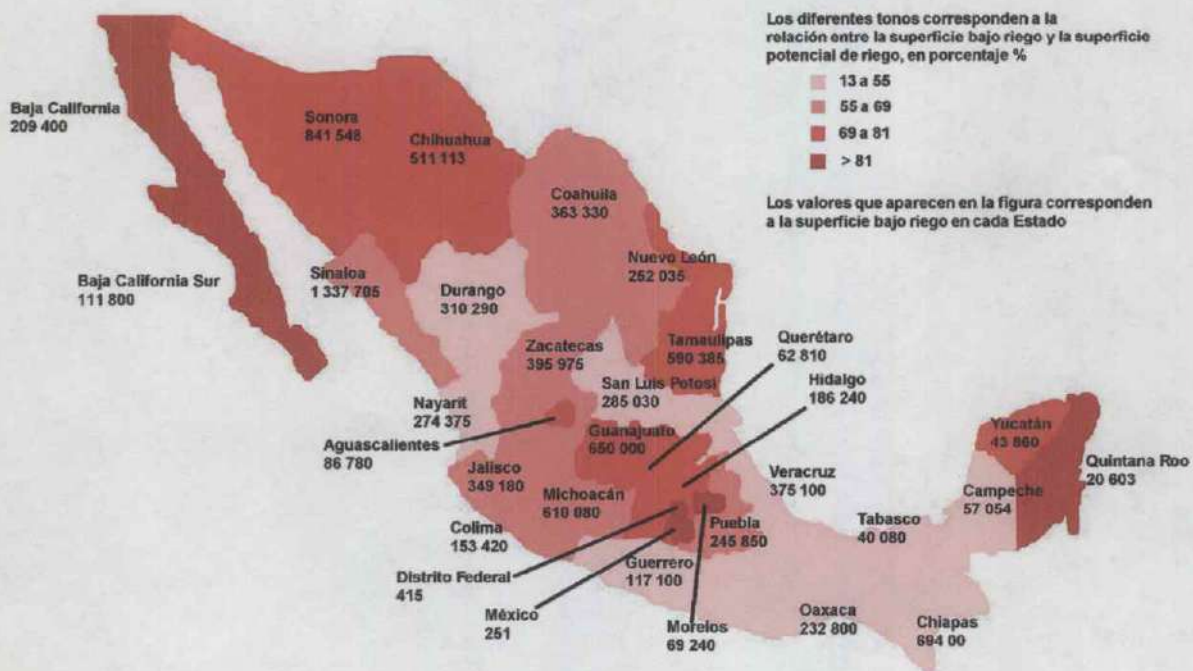 Los diferentes tonos corresponden a la
relación entre la superficie bajo riego y la superficie
potencial de riego, en porcentaje %
13 a 55
55 a 69
69 a 81
> 81
Los valores que aparecen en la figura corresponden
a la superficie bajo riego en cada Estado
Baja California
209 400
Sonora
841 548
Chihuahua
511 113
Coahuila
363 330
Nuevo León
252 035
Baja California Sur
111 800
Sinaloa
1 337 705
Durango
310 290
Zacatecas
395 975
Tamaulipas
590 385
Querétaro
62 810
San Luis Potosí
285 030
Hidalgo
186 240
Nayarit
274 375
Aguascalientes
86 780
Guanajuato
650 000
Yucatán
43 860
Quintana Roo
20 603
Jalisco
349 180
Michoacán
610 080
Veracruz
375 100
Campeche
57 054
Colima
153 420
Puebla
245 850
Tabasco
40 080
Distrito Federal
415
Guerrero
117 100
México
251
Morelos
69 240
Oaxaca
232 800
Chiapas
694 00